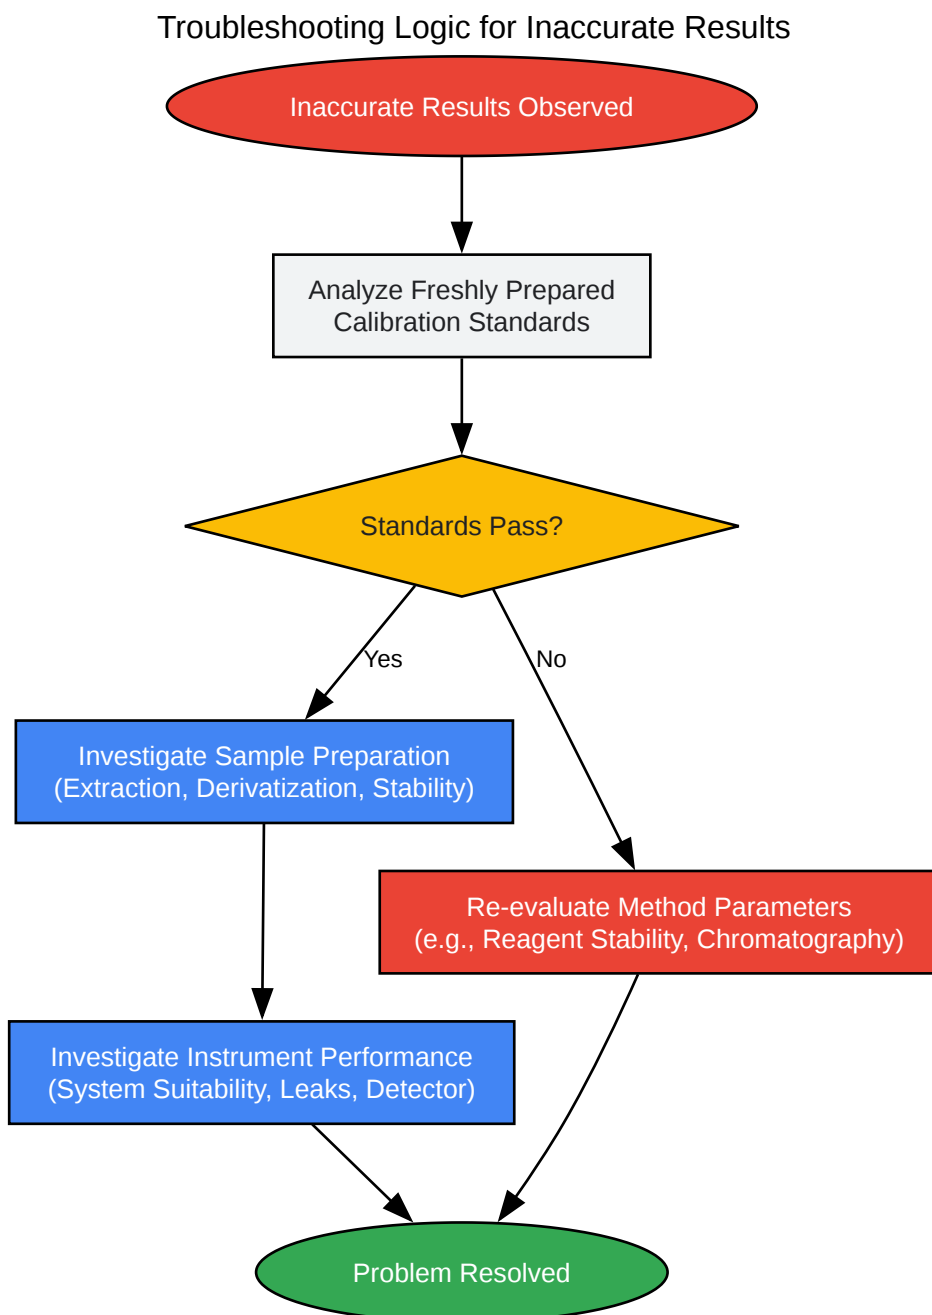 Troubleshooting Logic for Inaccurate Results
Inaccurate Results Observed
Analyze Freshly Prepared
Calibration Standards
Standards Pass?
Yes
No
Investigate Sample Preparation
(Extraction, Derivatization, Stability)
Re-evaluate Method Parameters
(e.g., Reagent Stability, Chromatography)
Investigate Instrument Performance
(System Suitability, Leaks, Detector)
Problem Resolved